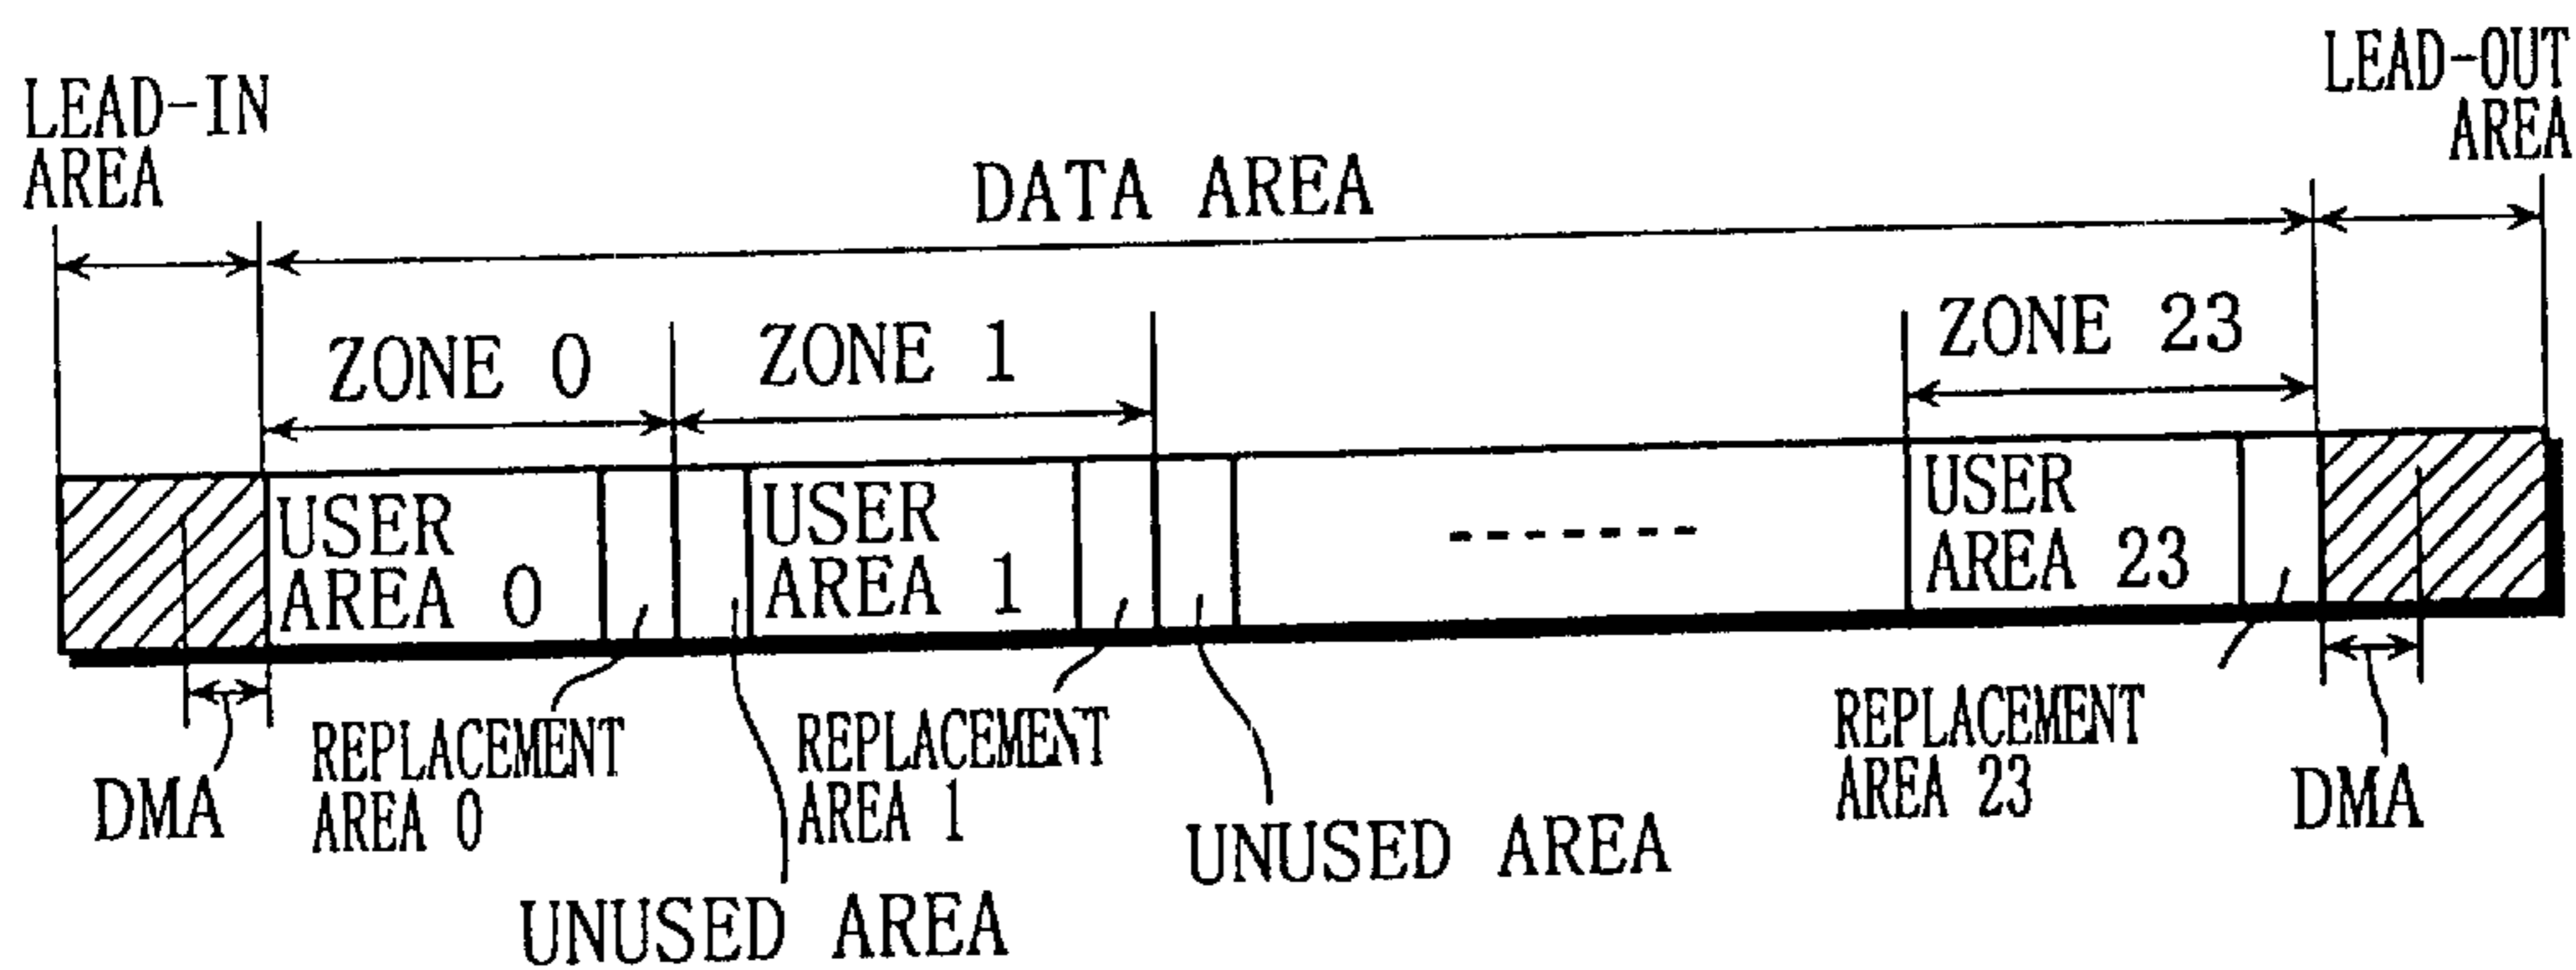 LEAD-IN
AREA
LEAD-OUT
AREA
DATA AREA
ZONE 0
ZONE 1
ZONE 23
USER
AREA 0
USER
AREA 1
USER
AREA 23
DMA
REPLACEMENT
AREA 0
UNUSED AREA
REPLACEMENT
AREA 1
UNUSED AREA
REPLACEMENT
AREA 23
DMA